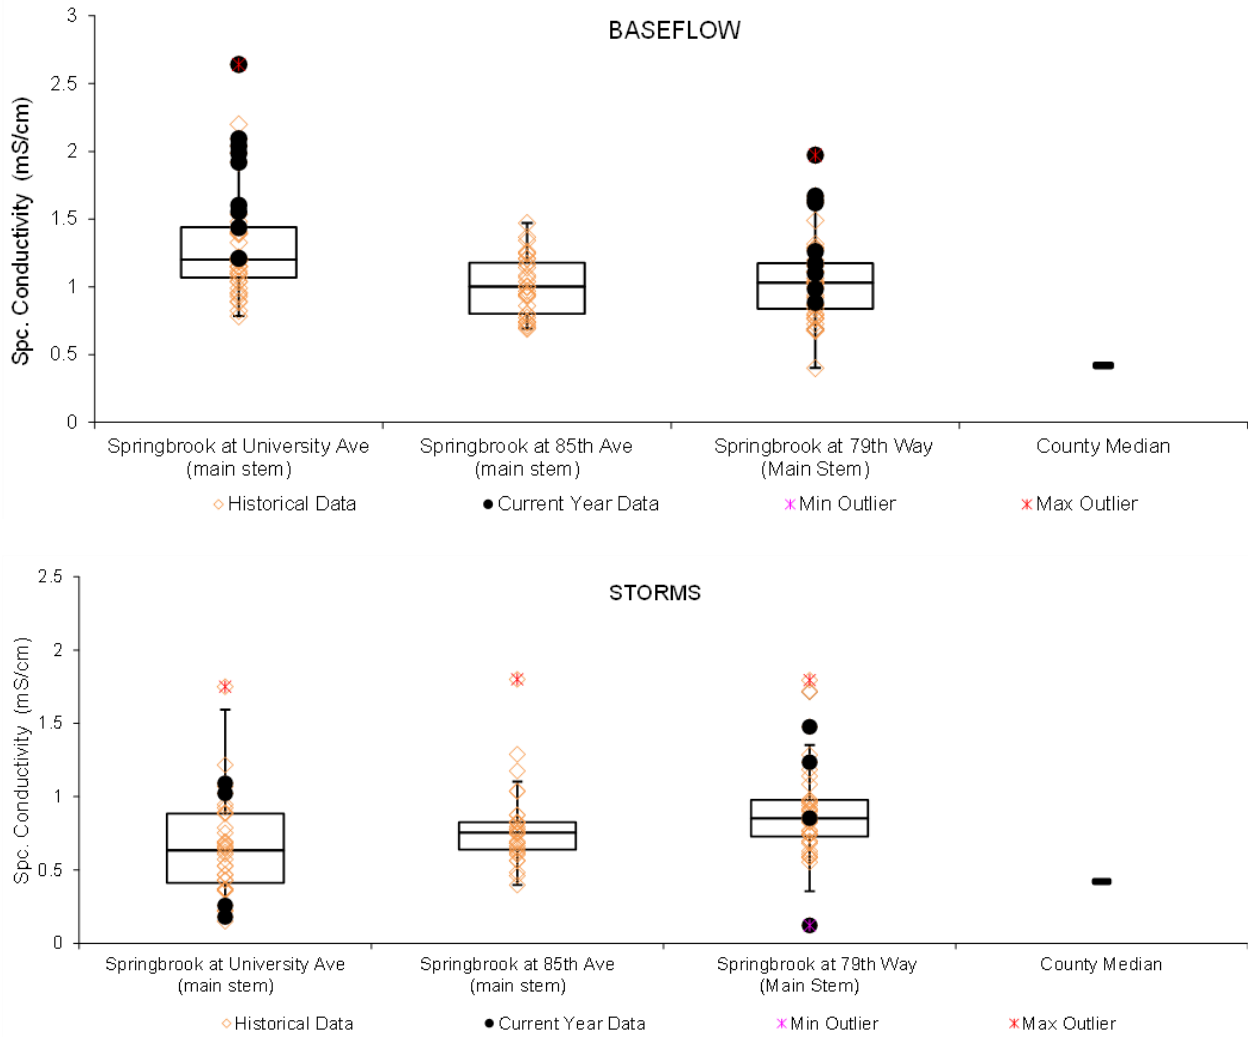 BASEFLOW
Spc. Conductivity (mS/cm)
3
2.5
2
1.5
1
0.5
0
Springbrook at University Ave
(main stem)
Springbrook at 85th Ave
(main stem)
Springbrook at 79th Way
(Main Stem)
County Median
Historical Data
Current Year Data
Min Outlier
Max Outlier
STORMS
Spc. Conductivity (mS/cm)
2.5
2
1.5
1
0.5
0
Springbrook at University Ave
(main stem)
Springbrook at 85th Ave
(main stem)
Springbrook at 79th Way
(Main Stem)
County Median
Historical Data
Current Year Data
Min Outlier
Max Outlier